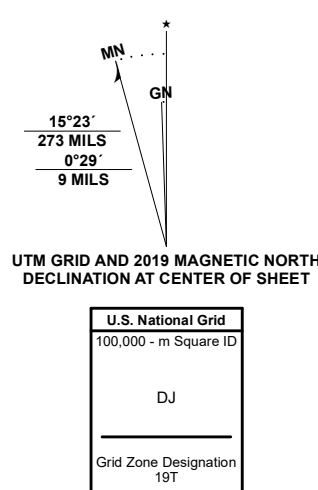 MN
GN
15°23´
273 MILS
0°29´
9 MILS
UTM GRID AND 2019 MAGNETIC NORTH
DECLINATION AT CENTER OF SHEET
U.S. National Grid
100,000 - m Square ID
DJ
Grid Zone Designation
19T